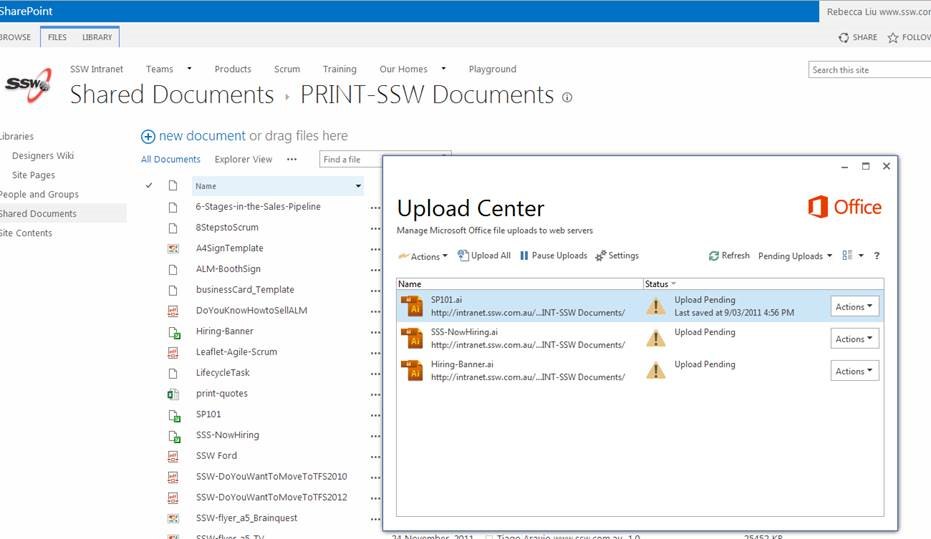 SharePoint
Rebecca Liu www.ssw.com
BROWSE FILES LIBRARY
SHARE FOLLOW
SSW
SSW Intranet Teams Products Scrum Training Our Homes Playground
Search this site
Shared Documents PRINT-SSW Documents
Libraries
Designers Wiki
Site Pages
People and Groups
Shared Documents
Site Contents
new document or drag files here
All Documents Explorer View ••• Find a file
Name
6-Stages-in-the-Sales-Pipeline
8StepstoScrum
A4SignTemplate
ALM-BoothSign
businessCard_Template
DoYouKnowHowtoSellALM
Hiring-Banner
Leaflet-Agile-Scrum
LifecycleTask
print-quotes
SP101
SSS-NowHiring
SSW Ford
SSW-DoYouWantToMoveToTFS2010
SSW-DoYouWantToMoveToTFS2012
SSW-flyer_a5_Brainquest
SSW-flyer_a5_TV
24 November, 2011 Tiago Araujo www.ssw.com.au 1.0 25452 KB
Upload Center
Office
Manage Microsoft Office file uploads to web servers
Actions Upload All Pause Uploads Settings Refresh Pending Uploads ?
Name Status
SP101.ai Upload Pending
http://intranet.ssw.com.au/...INT-SSW Documents/ Last saved at 9/03/2011 4:56 PM
Actions
SSS-NowHiring.ai Upload Pending
http://intranet.ssw.com.au/...INT-SSW Documents/
Actions
Hiring-Banner.ai Upload Pending
http://intranet.ssw.com.au/...INT-SSW Documents/
Actions